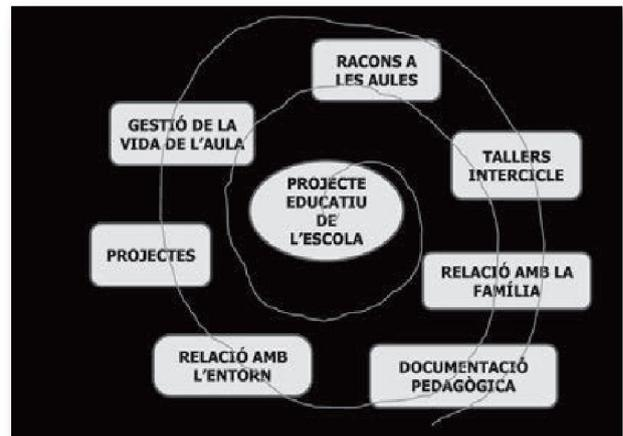 RACONS A
LES AULES
GESTIÓ DE LA
VIDA DE L'AULA
TALLERS
INTERCICLE
PROJECTE
EDUCATIU
DE
L'ESCOLA
PROJECTES
RELACIÓ AMB LA
FAMÍLIA
RELACIÓ AMB
L'ENTORN
DOCUMENTACIÓ
PEDAGÒGICA